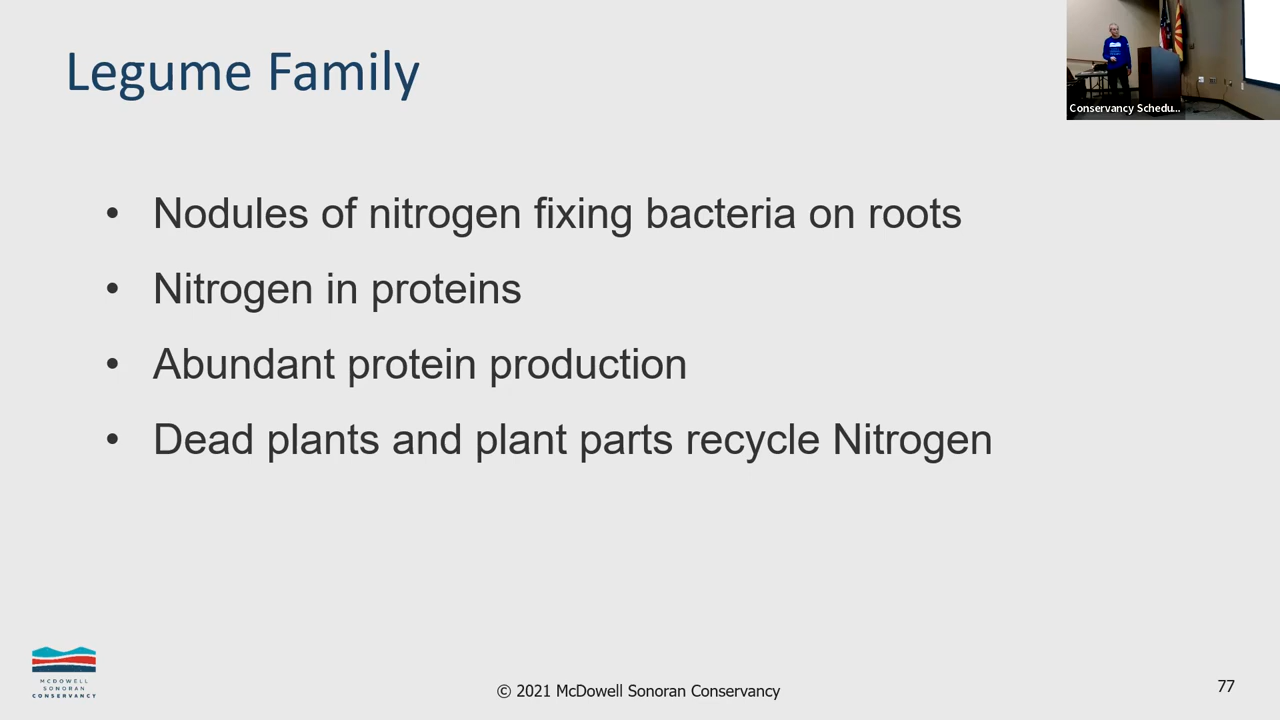 Legume Family
Conservancy Schedu...
• Nodules of nitrogen fixing bacteria on roots
• Nitrogen in proteins
• Abundant protein production
• Dead plants and plant parts recycle Nitrogen
MCDOWELL
SONORAN
CONSERVANCY
© 2021 McDowell Sonoran Conservancy
77